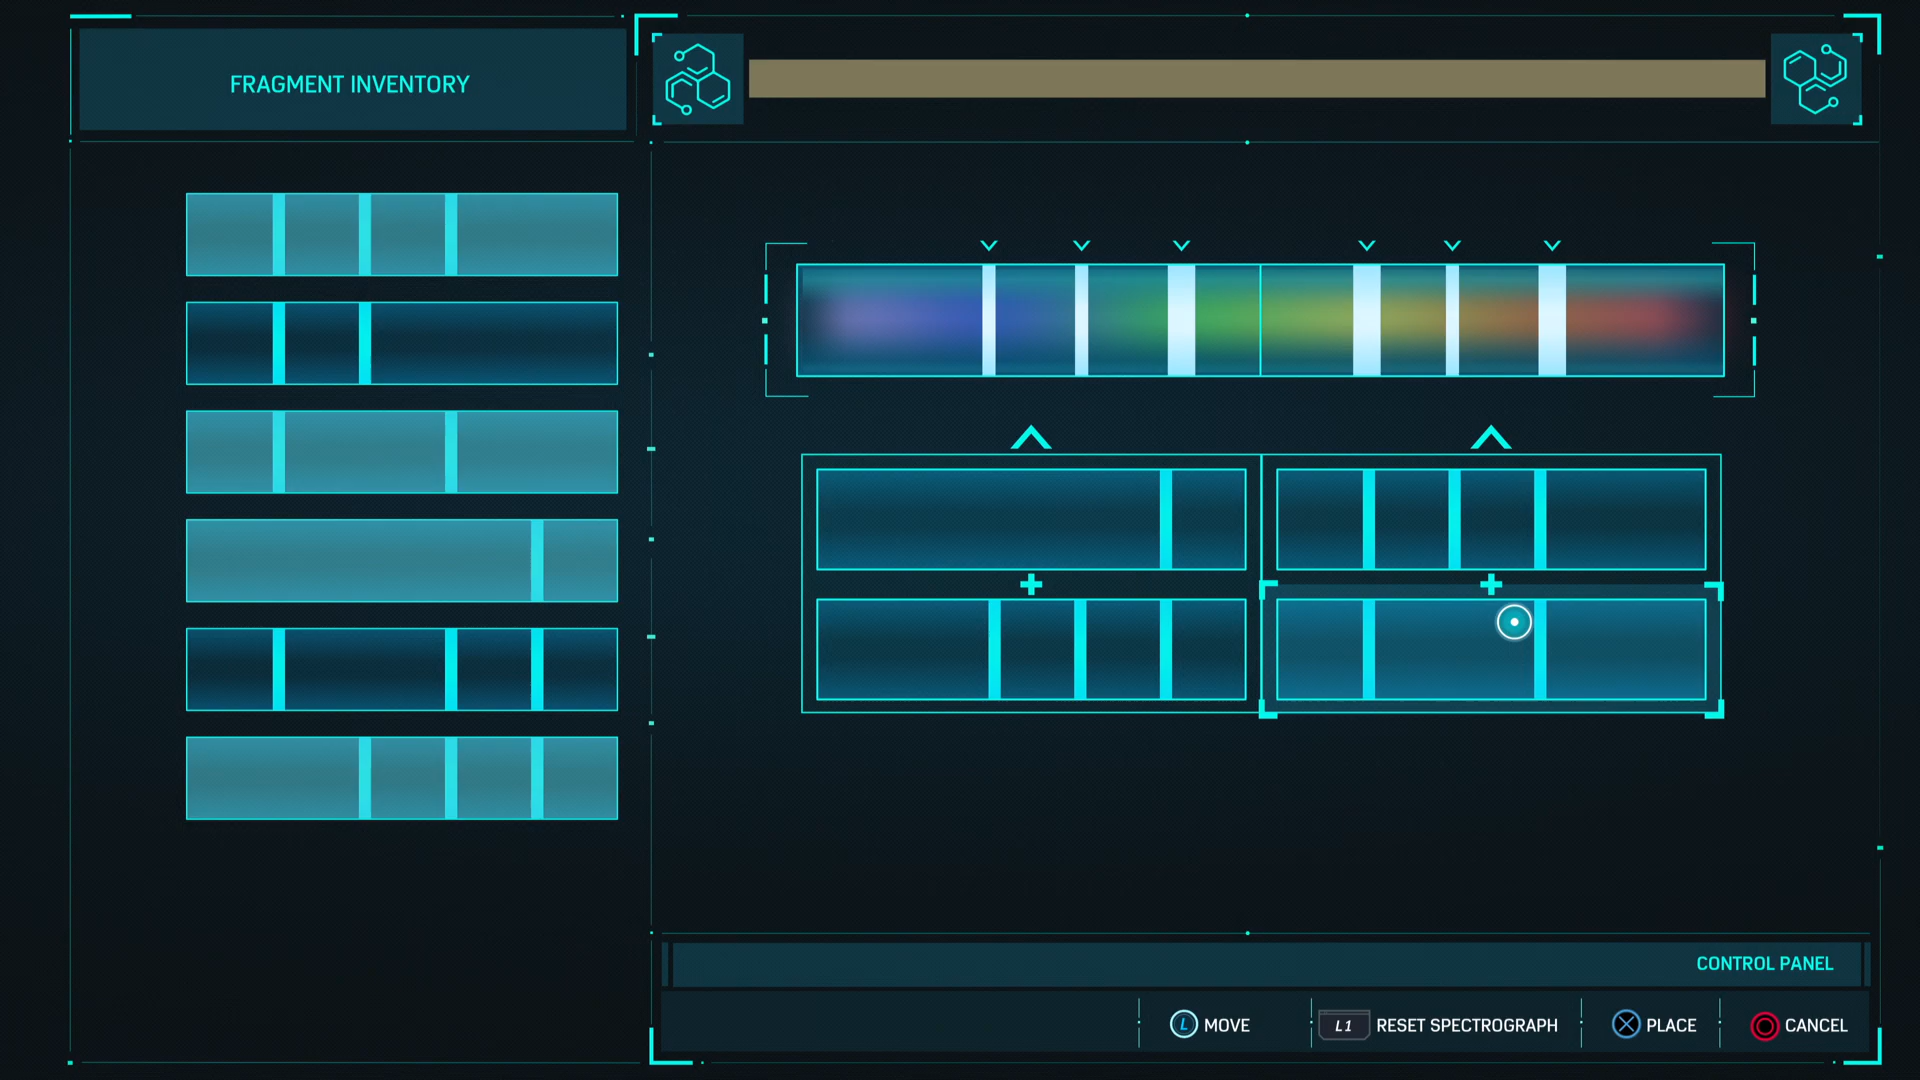 FRAGMENT INVENTORY
CONTROL PANEL
L MOVE
L1 RESET SPECTROGRAPH
PLACE
CANCEL